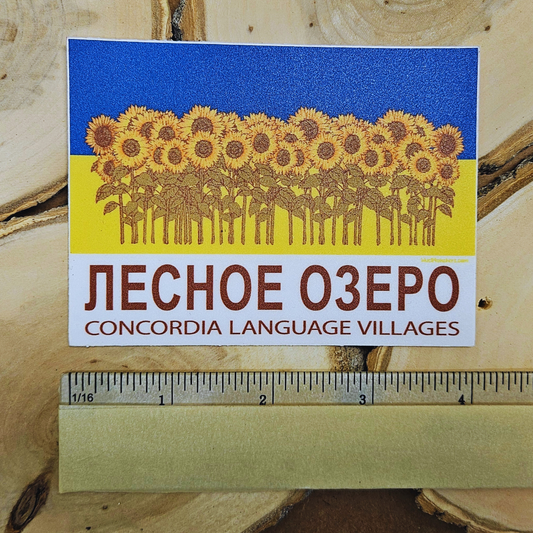 ЛЕСНОЕ ОЗЕРО
CONCORDIA LANGUAGE VILLAGES
1/16 1 2 3 4